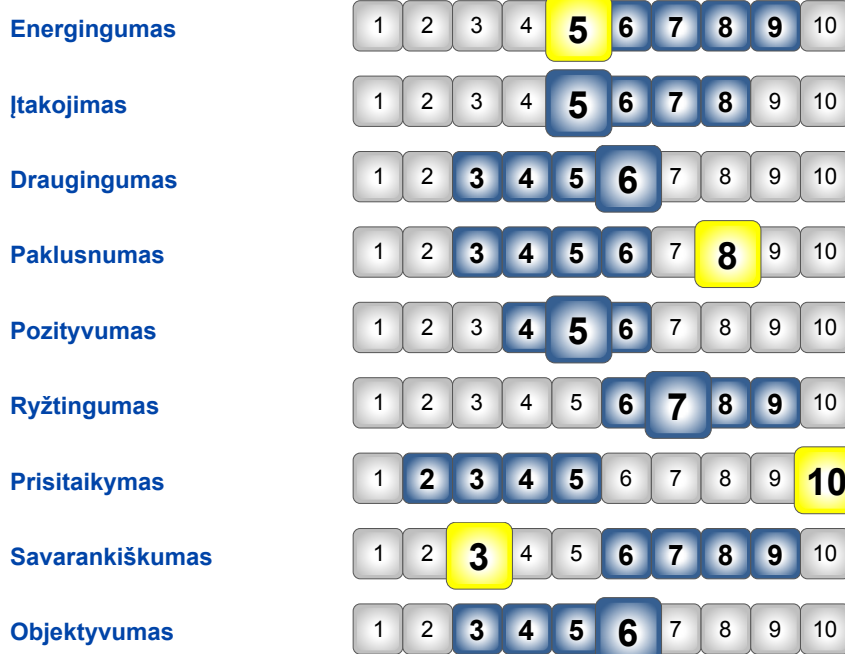 Energingumas 1 2 3 4 5 6 7 8 9 10
Įtakojimas 1 2 3 4 5 6 7 8 9 10
Draugingumas 1 2 3 4 5 6 7 8 9 10
Paklusnumas 1 2 3 4 5 6 7 8 9 10
Pozityvumas 1 2 3 4 5 6 7 8 9 10
Ryžtingumas 1 2 3 4 5 6 7 8 9 10
Prisitaikymas 1 2 3 4 5 6 7 8 9 10
Savarankiškumas 1 2 3 4 5 6 7 8 9 10
Objektyvumas 1 2 3 4 5 6 7 8 9 10